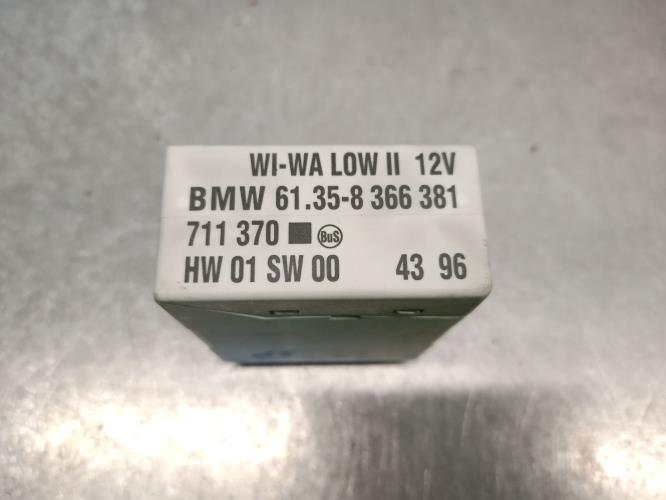 WI-WA LOW II 12V
BMW 61.35-8 366 381
711 370 ■ BuS
HW 01 SW 00 43 96